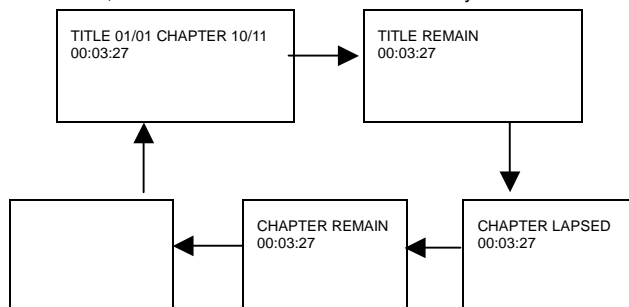 TITLE 01/01 CHAPTER 10/11
00:03:27
TITLE REMAIN
00:03:27
CHAPTER LAPSED
00:03:27
CHAPTER REMAIN
00:03:27